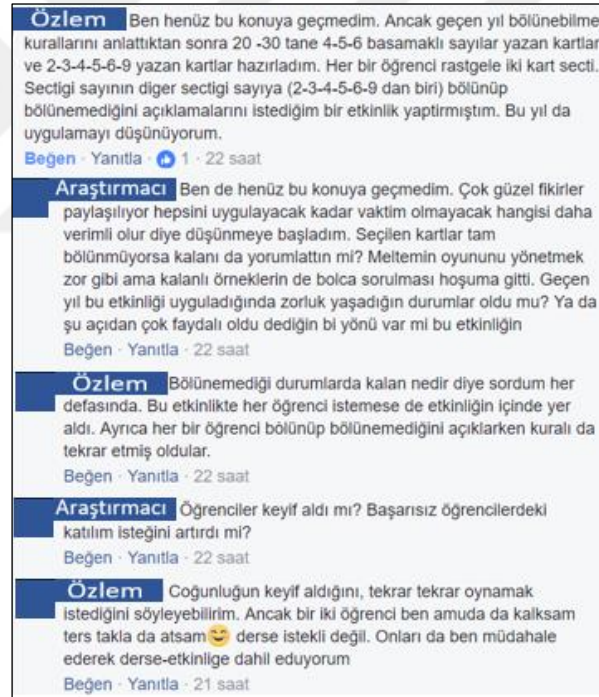 Özlem Ben henüz bu konuya geçmedim. Ancak geçen yıl bölünebilme
kurallarını anlattıktan sonra 20 -30 tane 4-5-6 basamaklı sayılar yazan kartlar
ve 2-3-4-5-6-9 yazan kartlar hazırladım. Her bir öğrenci rastgele iki kart secti.
Sectigi sayının diger sectigi sayıya (2-3-4-5-6-9 dan biri) bölünüp
bölünemediğini açıklamalarını istediğim bir etkinlik yaptirmıştım. Bu yıl da
uygulamayı düşünüyorum.
Beğen · Yanıtla · 1 · 22 saat
Araştırmacı Ben de henüz bu konuya geçmedim. Çok güzel fikirler
paylaşılıyor hepsini uygulayacak kadar vaktim olmayacak hangisi daha
verimli olur diye düşünmeye başladım. Seçilen kartlar tam
bölünmüyorsa kalanı da yorumlattın mi? Meltemin oyununu yönetmek
zor gibi ama kalanlı örneklerin de bolca sorulması hoşuma gitti. Geçen
yıl bu etkinliği uyguladığında zorluk yaşadığın durumlar oldu mu? Ya da
şu açıdan çok faydalı oldu dediğin bi yönü var mi bu etkinliğin
Beğen · Yanıtla · 22 saat
Özlem Bölünemediği durumlarda kalan nedir diye sordum her
defasında. Bu etkinlikte her öğrenci istemese de etkinliğin içinde yer
aldı. Ayrıca her bir öğrenci bölünüp bölünemediğini açıklarken kuralı da
tekrar etmiş oldular.
Beğen · Yanıtla · 22 saat
Araştırmacı Öğrenciler keyif aldı mı? Başarısız öğrencilerdeki
katılım isteğini artırdı mi?
Beğen · Yanıtla · 22 saat
Özlem Coğunluğun keyif aldığını, tekrar tekrar oynamak
istediğini söyleyebilirim. Ancak bir iki öğrenci ben amuda da kalksam
ters takla da atsam😄 derse istekli değil. Onları da ben müdahale
ederek derse-etkinlige dahil eduyorum
Beğen · Yanıtla · 21 saat